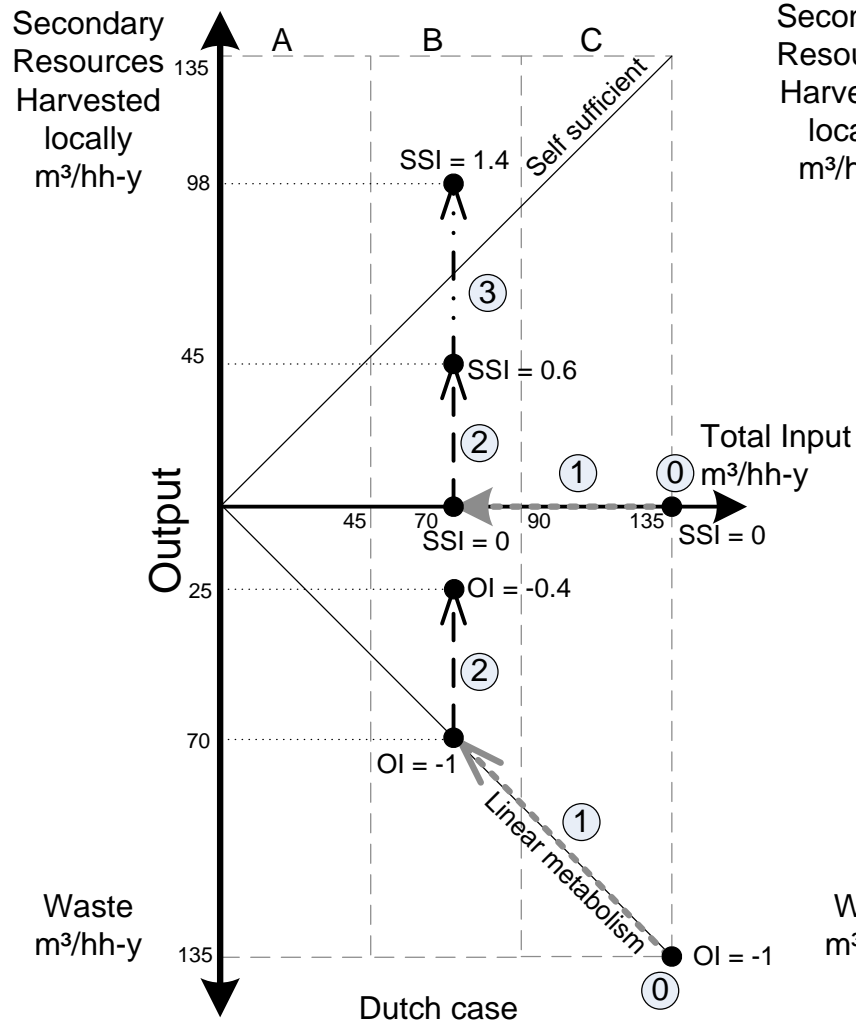 Secondary
Resources
Harvested
locally
m³/hh-y
A
B
C
135
Self sufficient
SSI = 1.4
98
3
45
SSI = 0.6
2
1
0
Total Input
m³/hh-y
Output
45
70
90
135
SSI = 0
SSI = 0
25
OI = -0.4
2
70
OI = -1
1
Linear metabolism
Waste
m³/hh-y
135
OI = -1
0
Dutch case